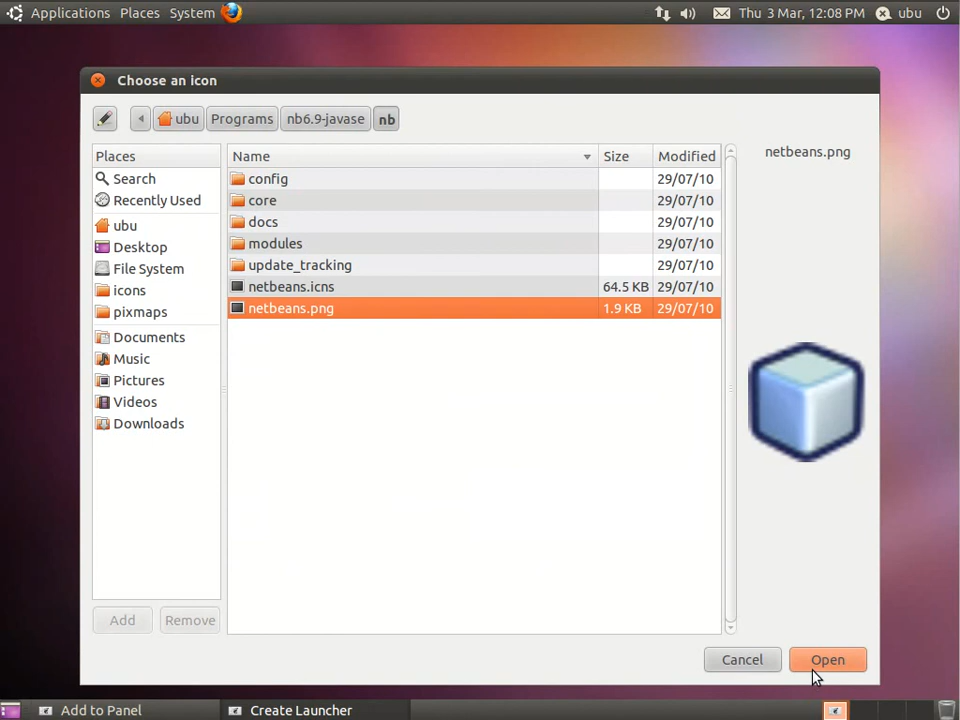 Applications Places System Thu 3 Mar, 12:08 PM ubu
Choose an icon
ubu Programs nb6.9-javase nb
Places
Search
Recently Used
ubu
Desktop
File System
icons
pixmaps
Documents
Music
Pictures
Videos
Downloads
Name Size Modified
config 29/07/10
core 29/07/10
docs 29/07/10
modules 29/07/10
update_tracking 29/07/10
netbeans.icns 64.5 KB 29/07/10
netbeans.png 1.9 KB 29/07/10
netbeans.png
Add Remove
Cancel Open
Add to Panel Create Launcher